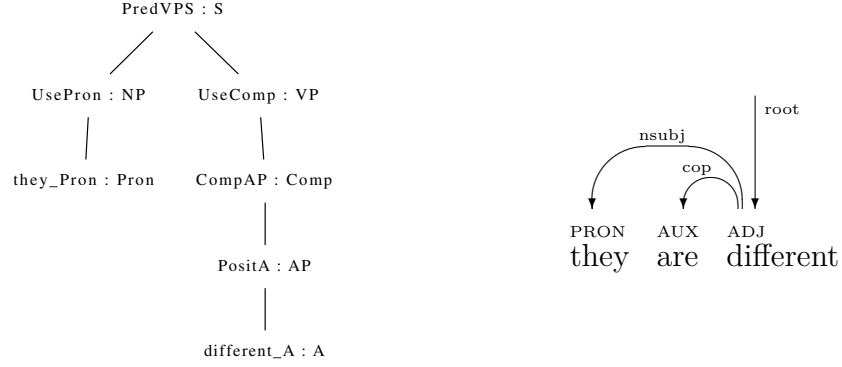 PredVPS : S
UsePron : NP
UseComp : VP
they_Pron : Pron
CompAP : Comp
PositA : AP
different_A : A
root
nsubj
cop
PRON AUX ADJ
they are different